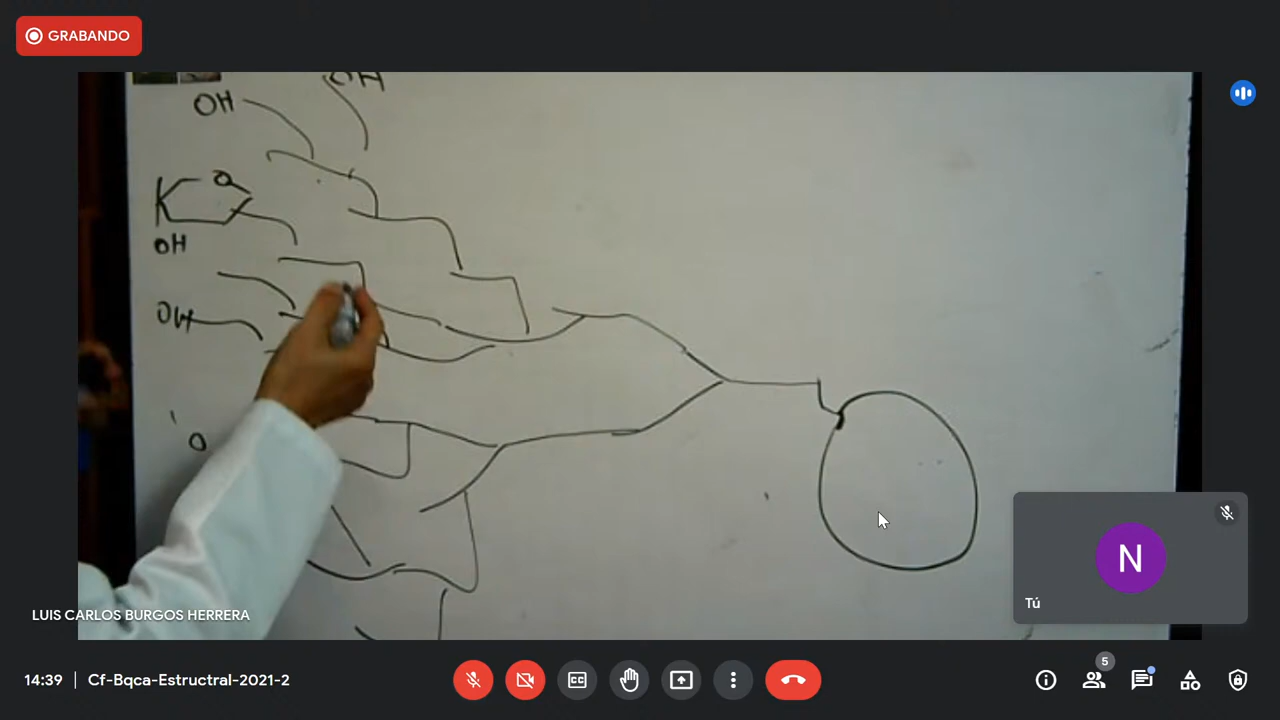 GRABANDO
OH
OH
O
OH
OH
O
LUIS CARLOS BURGOS HERRERA
N
Tú
5
14:39 Cf-Bqca-Estructral-2021-2